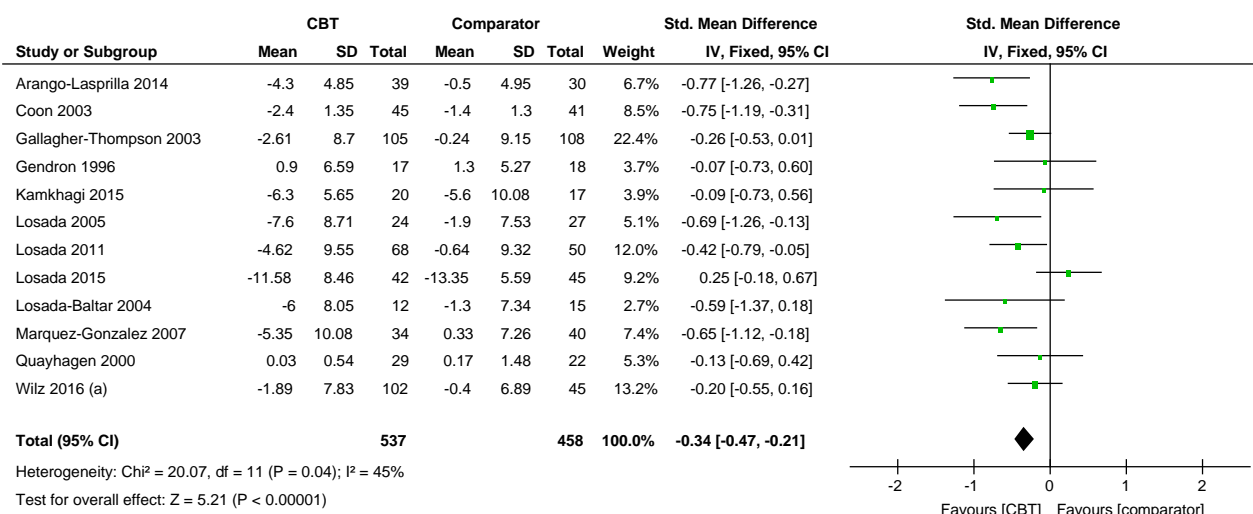 CBT Comparator Std. Mean Difference Std. Mean Difference
Study or Subgroup Mean SD Total Mean SD Total Weight IV, Fixed, 95% CI IV, Fixed, 95% CI
Arango-Lasprilla 2014 -4.3 4.85 39 -0.5 4.95 30 6.7% -0.77 [-1.26, -0.27]
Coon 2003 -2.4 1.35 45 -1.4 1.3 41 8.5% -0.75 [-1.19, -0.31]
Gallagher-Thompson 2003 -2.61 8.7 105 -0.24 9.15 108 22.4% -0.26 [-0.53, 0.01]
Gendron 1996 0.9 6.59 17 1.3 5.27 18 3.7% -0.07 [-0.73, 0.60]
Kamkhagi 2015 -6.3 5.65 20 -5.6 10.08 17 3.9% -0.09 [-0.73, 0.56]
Losada 2005 -7.6 8.71 24 -1.9 7.53 27 5.1% -0.69 [-1.26, -0.13]
Losada 2011 -4.62 9.55 68 -0.64 9.32 50 12.0% -0.42 [-0.79, -0.05]
Losada 2015 -11.58 8.46 42 -13.35 5.59 45 9.2% 0.25 [-0.18, 0.67]
Losada-Baltar 2004 -6 8.05 12 -1.3 7.34 15 2.7% -0.59 [-1.37, 0.18]
Marquez-Gonzalez 2007 -5.35 10.08 34 0.33 7.26 40 7.4% -0.65 [-1.12, -0.18]
Quayhagen 2000 0.03 0.54 29 0.17 1.48 22 5.3% -0.13 [-0.69, 0.42]
Wilz 2016 (a) -1.89 7.83 102 -0.4 6.89 45 13.2% -0.20 [-0.55, 0.16]
Total (95% CI) 537 458 100.0% -0.34 [-0.47, -0.21]
Heterogeneity: Chi² = 20.07, df = 11 (P = 0.04); I² = 45%
Test for overall effect: Z = 5.21 (P < 0.00001)
-2 -1 0 1 2
Favours [CBT] Favours [comparator]